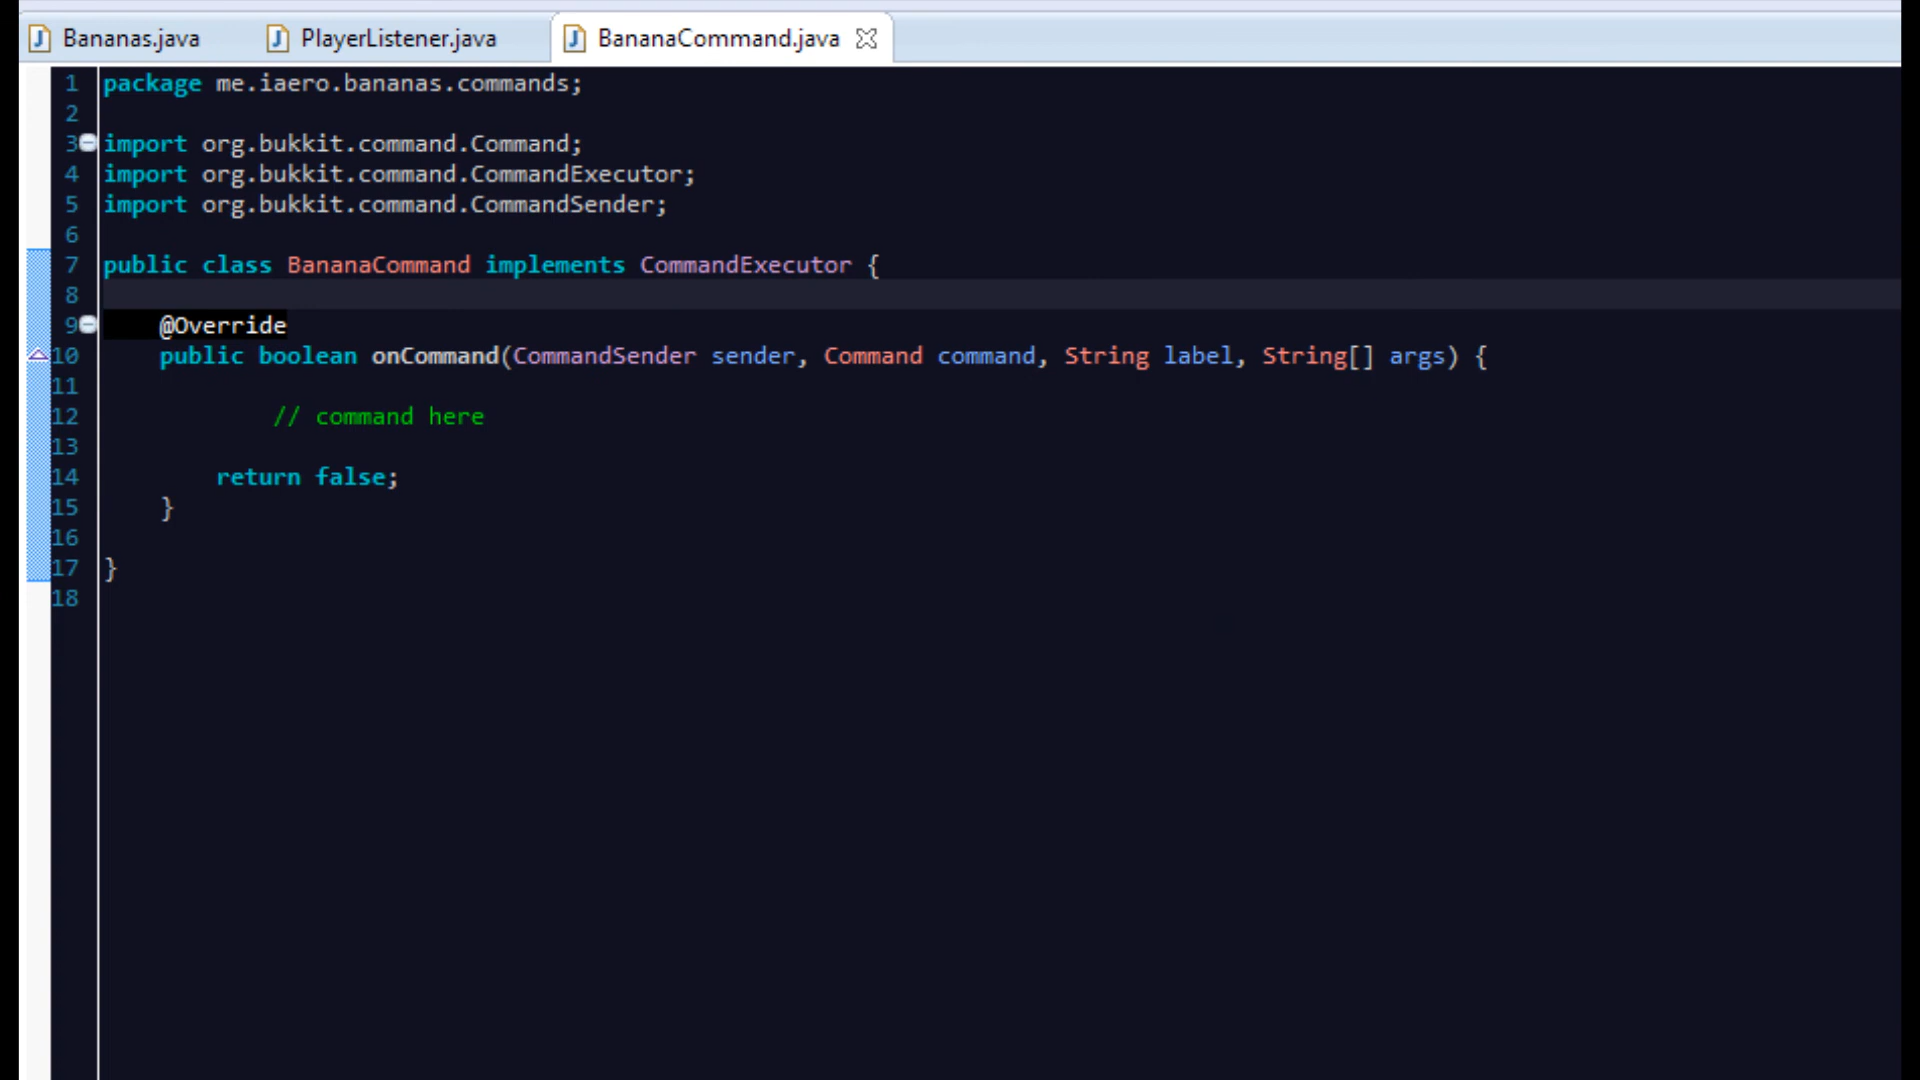 Bananas.java PlayerListener.java BananaCommand.java
1 package me.iaero.bananas.commands;
2
3 import org.bukkit.command.Command;
4 import org.bukkit.command.CommandExecutor;
5 import org.bukkit.command.CommandSender;
6
7 public class BananaCommand implements CommandExecutor {
8
9 @Override
10 public boolean onCommand(CommandSender sender, Command command, String label, String[] args) {
11
12 // command here
13
14 return false;
15 }
16
17 }
18